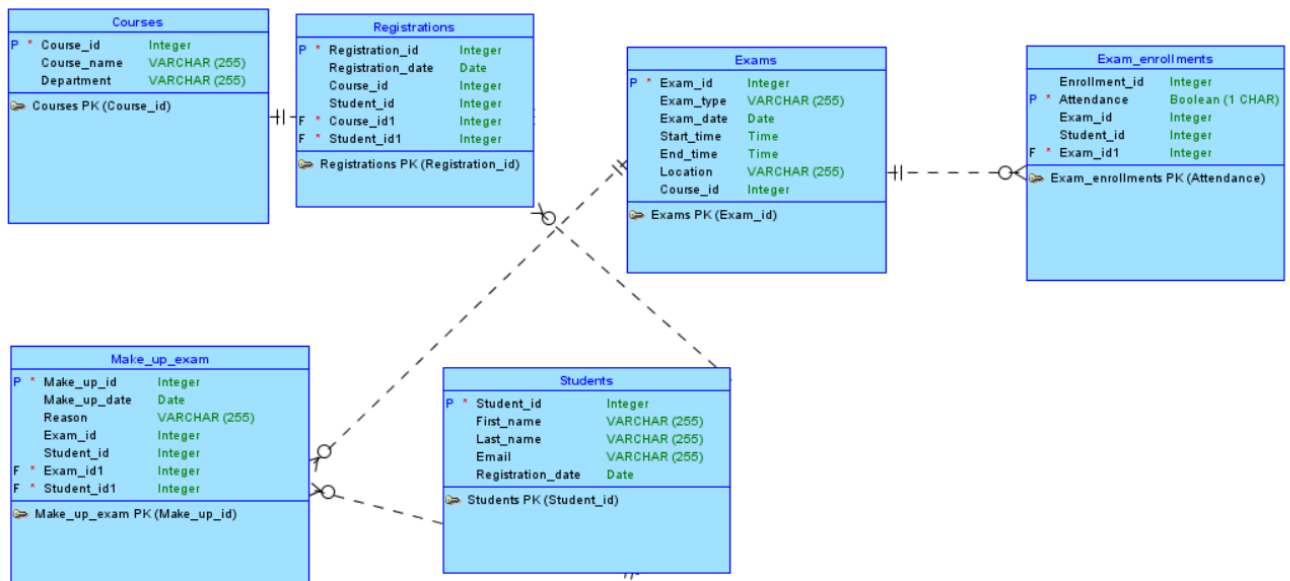 Courses
P * Course_id Integer
Course_name VARCHAR (255)
Department VARCHAR (255)
Courses PK (Course_id)
Registrations
P * Registration_id Integer
Registration_date Date
Course_id Integer
Student_id Integer
F * Course_id1 Integer
F * Student_id1 Integer
Registrations PK (Registration_id)
Exams
P * Exam_id Integer
Exam_type VARCHAR (255)
Exam_date Date
Start_time Time
End_time Time
Location VARCHAR (255)
Course_id Integer
Exams PK (Exam_id)
Exam_enrollments
Enrollment_id Integer
P * Attendance Boolean (1 CHAR)
Exam_id Integer
Student_id Integer
F * Exam_id1 Integer
Exam_enrollments PK (Attendance)
Make_up_exam
P * Make_up_id Integer
Make_up_date Date
Reason VARCHAR (255)
Exam_id Integer
Student_id Integer
F * Exam_id1 Integer
F * Student_id1 Integer
Make_up_exam PK (Make_up_id)
Students
P * Student_id Integer
First_name VARCHAR (255)
Last_name VARCHAR (255)
Email VARCHAR (255)
Registration_date Date
Students PK (Student_id)